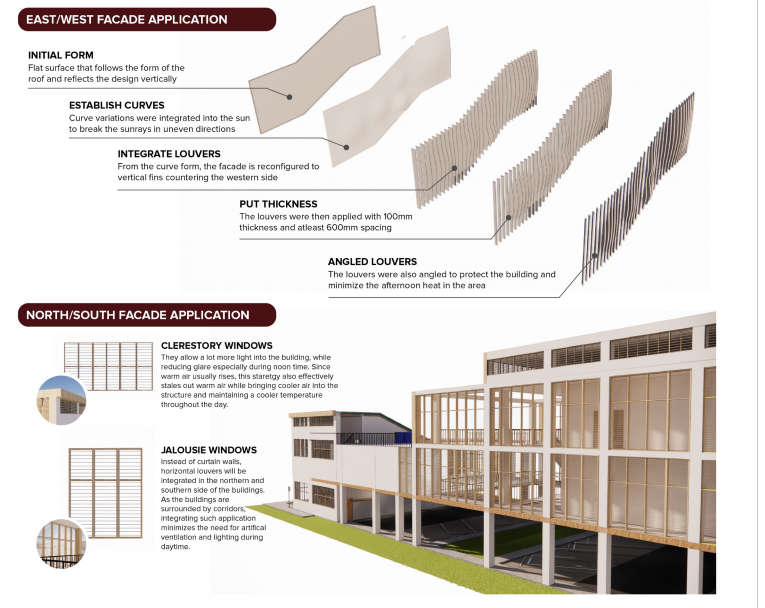 EAST/WEST FACADE APPLICATION
INITIAL FORM
Flat surface that follows the form of the
roof and reflects the design vertically
ESTABLISH CURVES
Curve variations were integrated into the sun
to break the sunrays in uneven directions
INTEGRATE LOUVERS
From the curve form, the facade is reconfigured to
vertical fins countering the western side
PUT THICKNESS
The louvers were then applied with 100mm
thickness and atleast 600mm spacing
ANGLED LOUVERS
The louvers were also angled to protect the building and
minimize the afternoon heat in the area
NORTH/SOUTH FACADE APPLICATION
CLERESTORY WINDOWS
They allow a lot more light into the building, while
reducing glare especially during noon time. Since
warm air usually rises, this staretgy also effectively
stales out warm air while bringing cooler air into the
structure and maintaining a cooler temperature
throughout the day.
JALOUSIE WINDOWS
Instead of curtain walls,
horizontal louvers will be
integrated in the northern and
southern side of the buildings.
As the buildings are
surrounded by corridors,
integrating such application
minimizes the need for artifical
ventilation and lighting during
daytime.